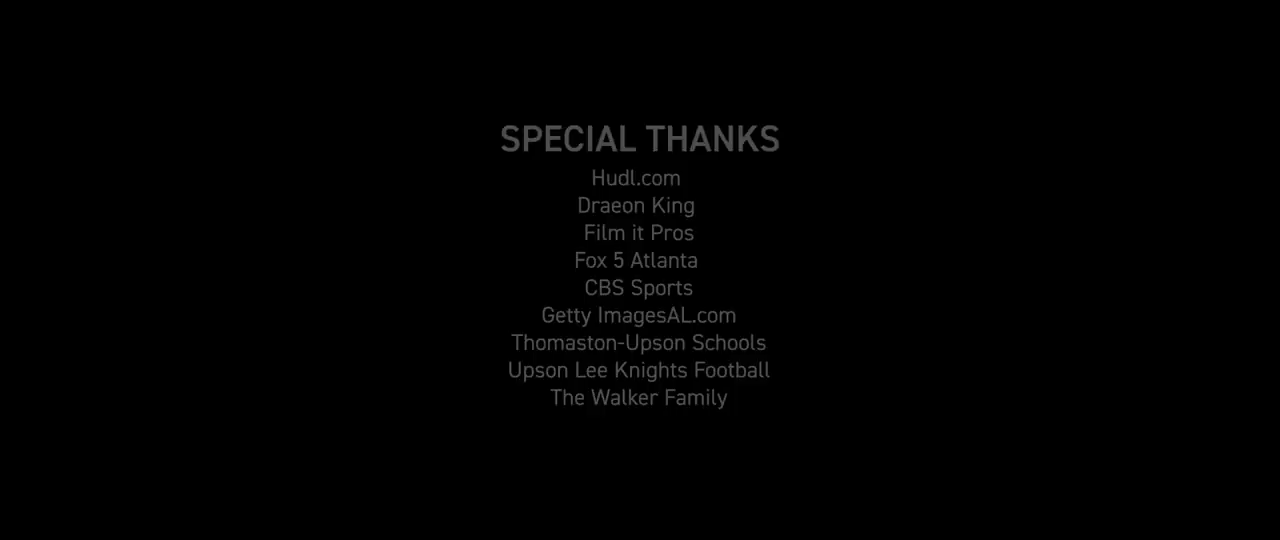 SPECIAL THANKS
Hudl.com
Draeon King
Film it Pros
Fox 5 Atlanta
CBS Sports
Getty ImagesAL.com
Thomaston-Upson Schools
Upson Lee Knights Football
The Walker Family